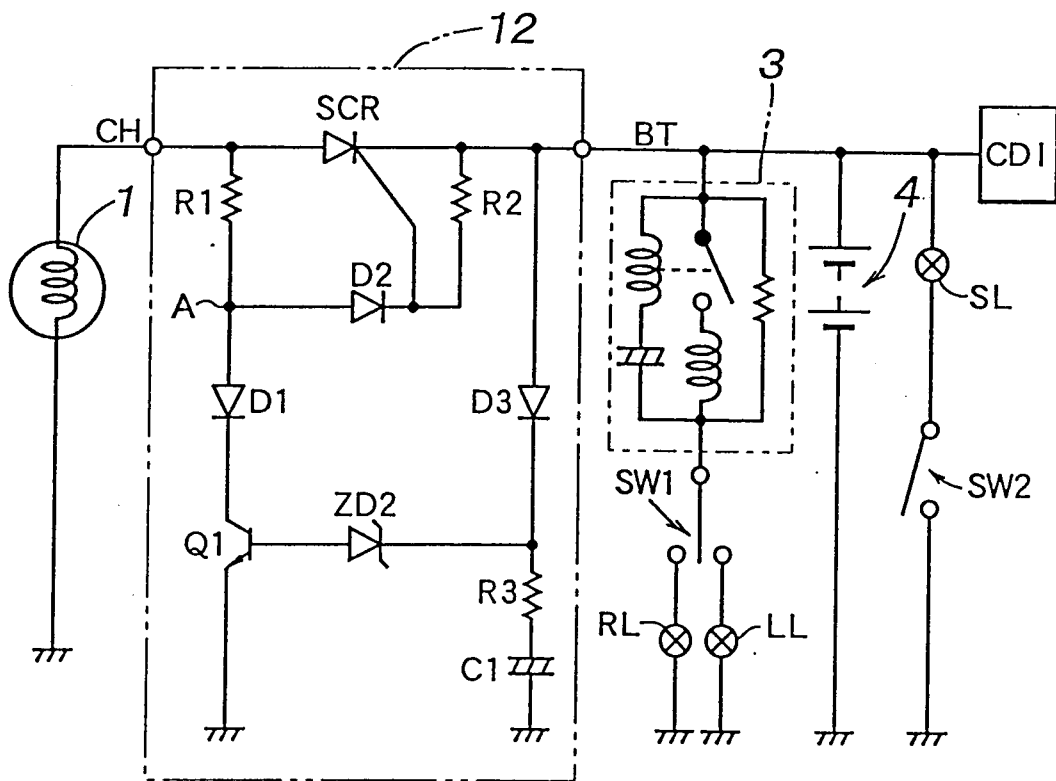 12
SCR
3
CH
BT
CDI
1
R1
R2
4
A
D2
SL
D1
D3
SW1
SW2
ZD2
Q1
R3
RL
LL
C1